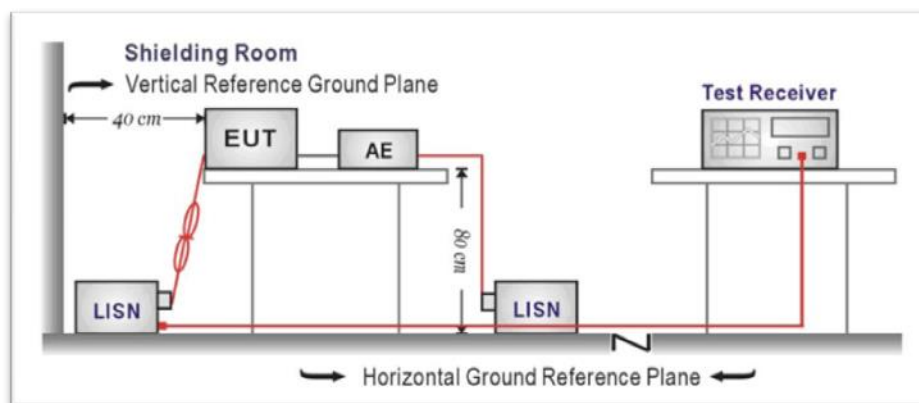 Shielding Room
Vertical Reference Ground Plane
40 cm
EUT
AE
Test Receiver
80 cm
LISN
LISN
Horizontal Ground Reference Plane